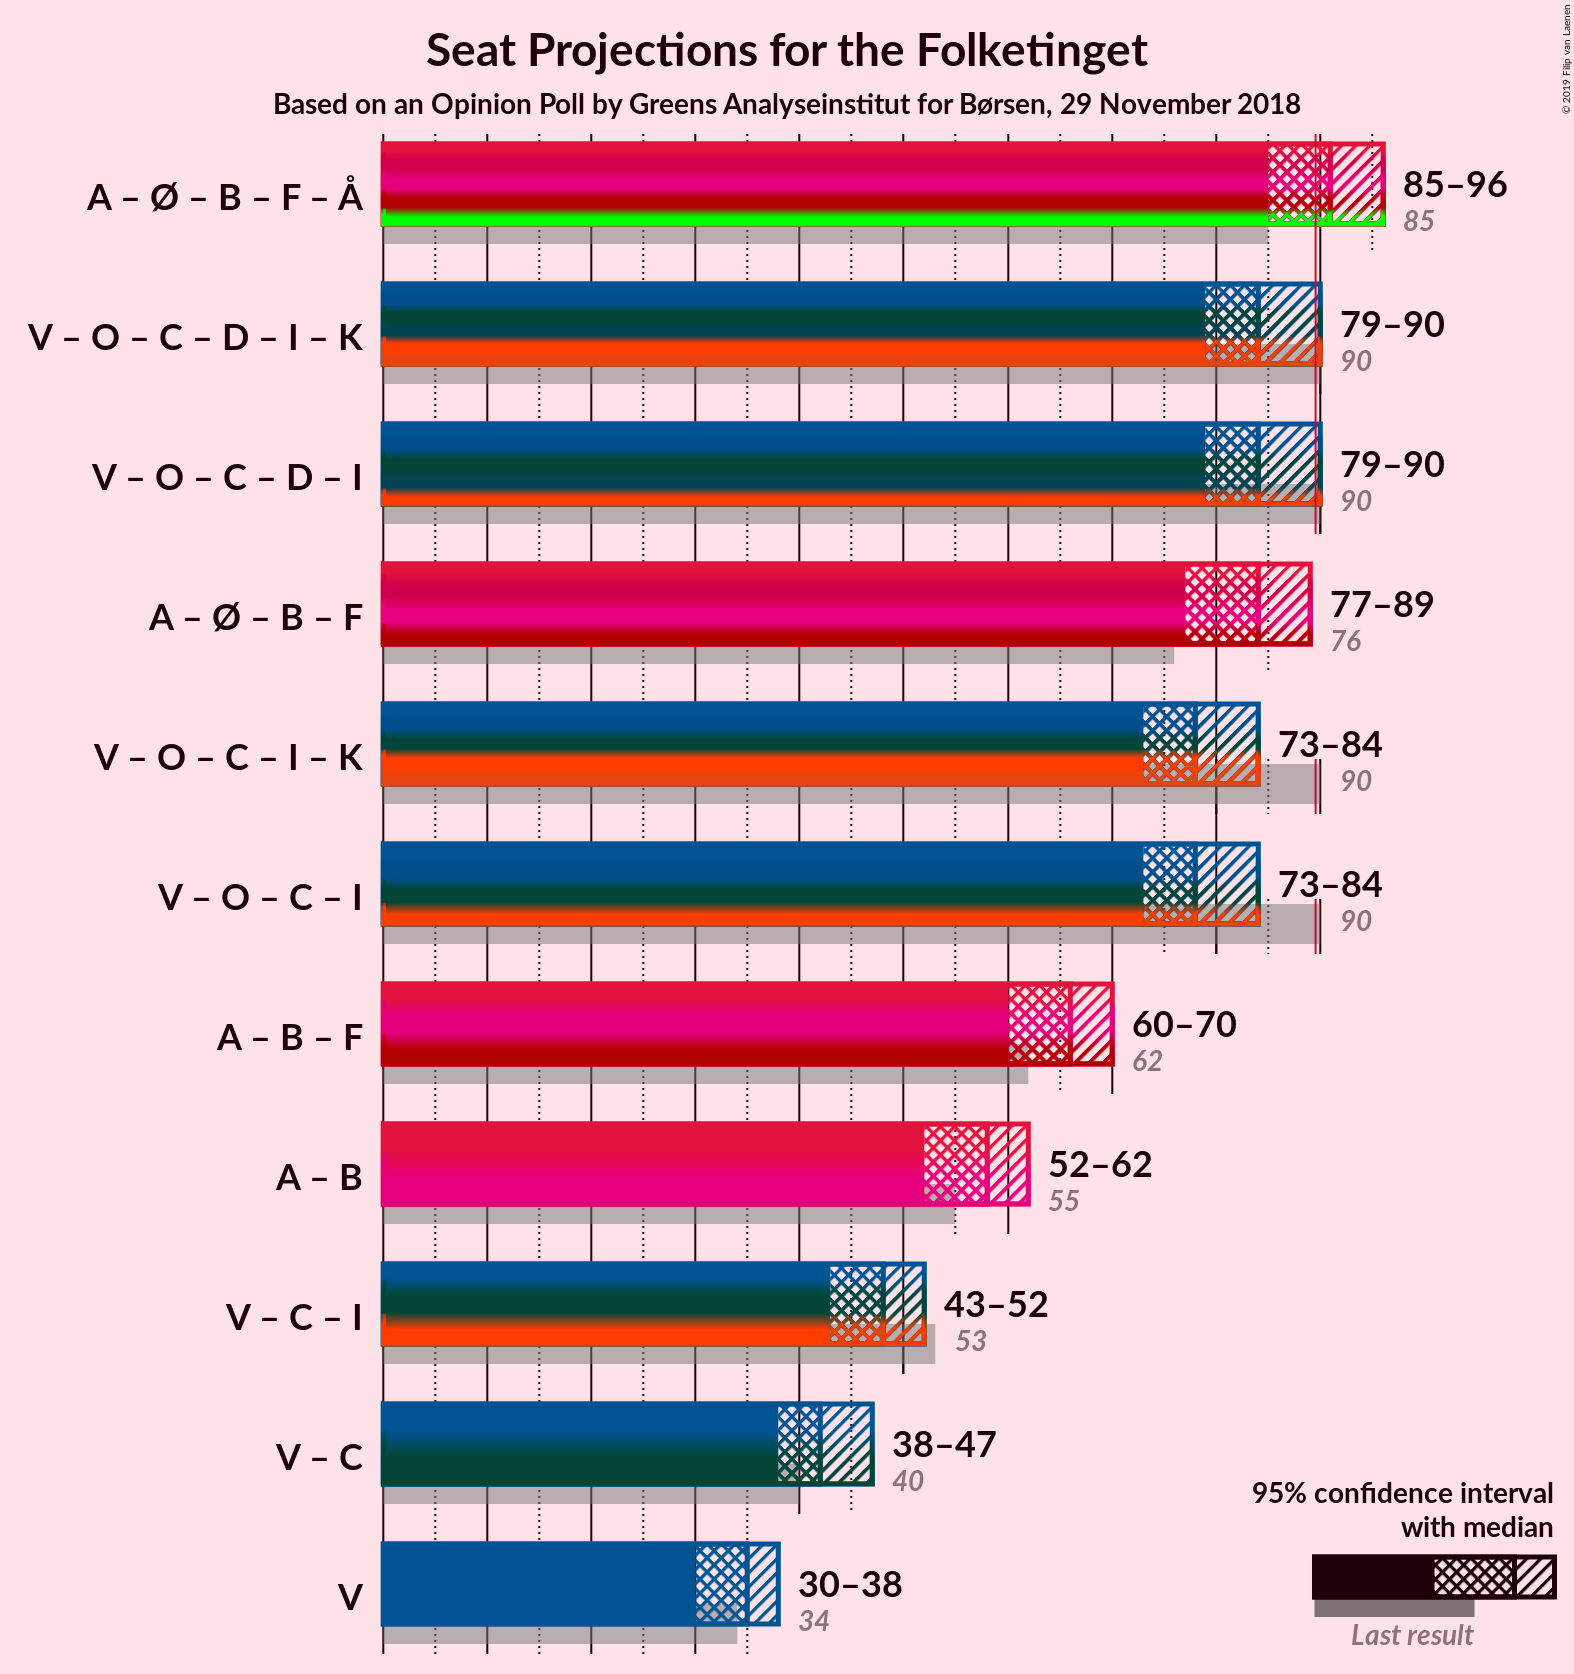 Seat Projections for the Folketinget
Based on an Opinion Poll by Greens Analyseinstitut for Børsen, 29 November 2018
© 2019 Filip van Laenen
A – Ø – B – F – Å
85–96
85
V – O – C – D – I – K
79–90
90
V – O – C – D – I
79–90
90
A – Ø – B – F
77–89
76
V – O – C – I – K
73–84
90
V – O – C – I
73–84
90
A – B – F
60–70
62
A – B
52–62
55
V – C – I
43–52
53
V – C
38–47
40
V
30–38
34
95% confidence interval
with median
Last result